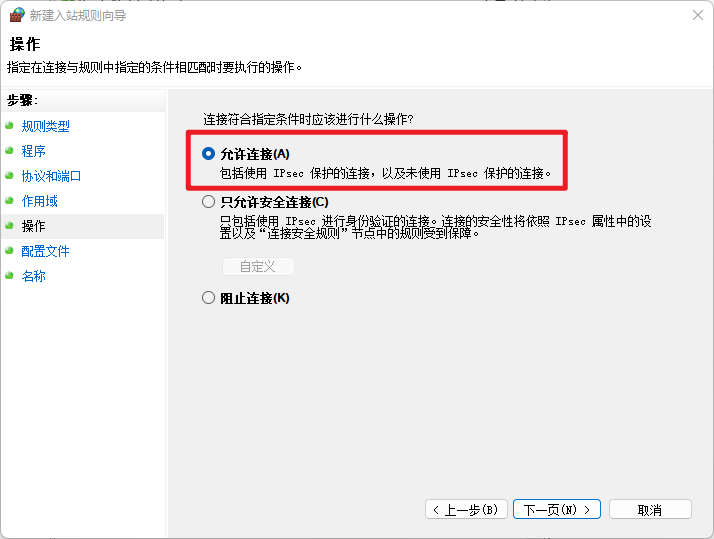 新建入站规则向导
操作
指定在连接与规则中指定的条件相匹配时要执行的操作。
步骤:
规则类型
程序
协议和端口
作用域
操作
配置文件
名称
连接符合指定条件时应该进行什么操作?
允许连接(A)
包括使用 IPsec 保护的连接，以及未使用 IPsec 保护的连接。
只允许安全连接(C)
只包括使用 IPsec 进行身份验证的连接。连接的安全性将依照 IPsec 属性中的设
置以及“连接安全规则”节点中的规则受到保障。
自定义
阻止连接(K)
< 上一步(B)
下一页(N) >
取消